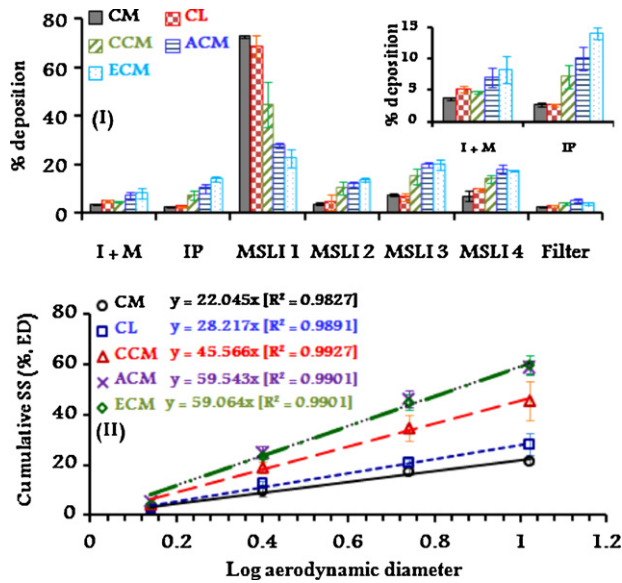 CM CL
CCM ACM
ECM
(I)
% deposition
80
60
40
20
0
I + M IP MSLI 1 MSLI 2 MSLI 3 MSLI 4 Filter
% deposition
15
10
5
0
I + M IP
CM y = 22.045x [R² = 0.9827]
CL y = 28.217x [R² = 0.9891]
CCM y = 45.566x [R² = 0.9927]
ACM y = 59.543x [R² = 0.9901]
ECM y = 59.064x [R² = 0.9901]
(II)
Cumulative SS (%, ED)
80
60
40
20
0
0 0.2 0.4 0.6 0.8 1 1.2
Log aerodynamic diameter